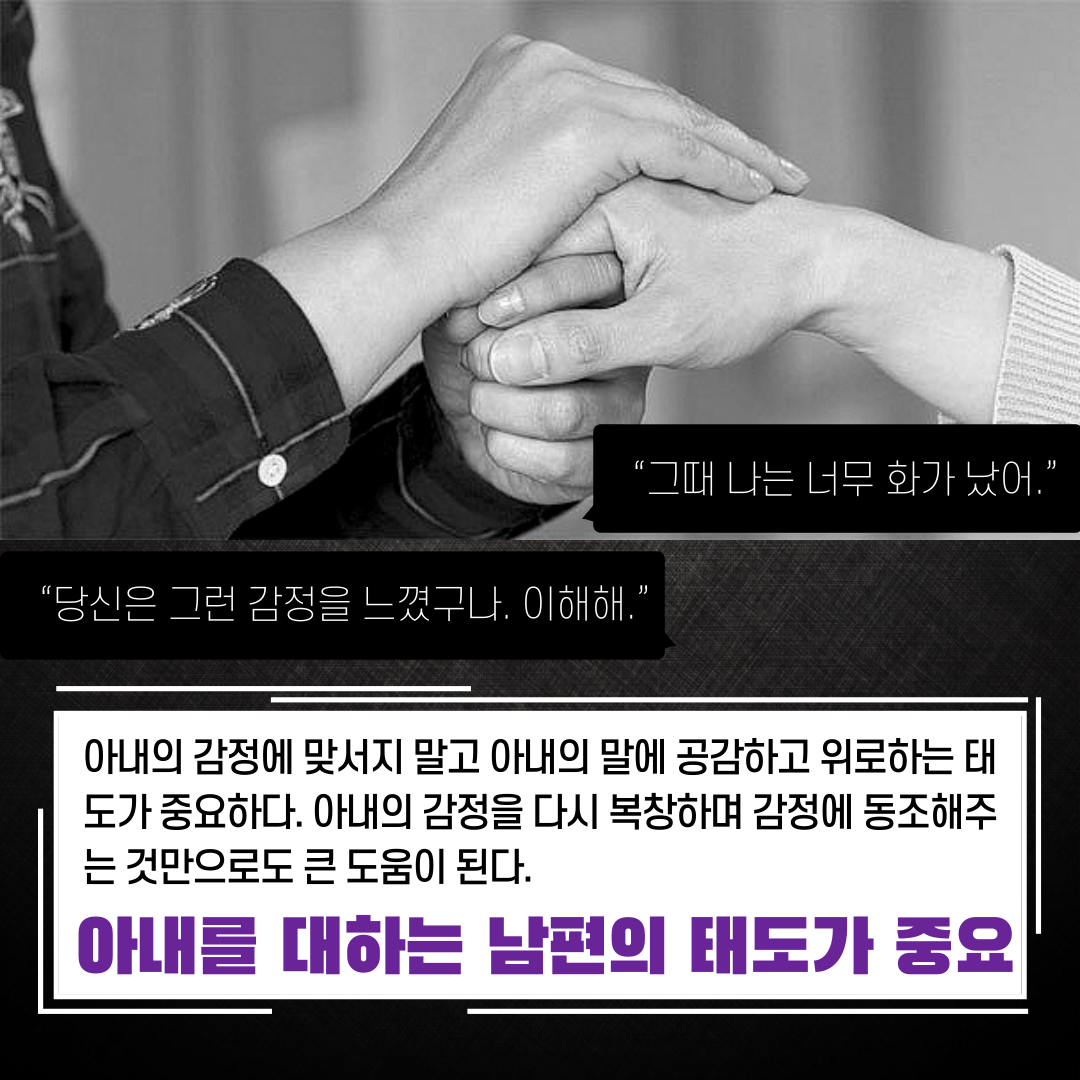 “그때 나는 너무 화가 났어.”
“당신은 그런 감정을 느꼈구나. 이해해.”
아내의 감정에 맞서지 말고 아내의 말에 공감하고 위로하는 태
도가 중요하다. 아내의 감정을 다시 복창하며 감정에 동조해주
는 것만으로도 큰 도움이 된다.
아내를 대하는 남편의 태도가 중요